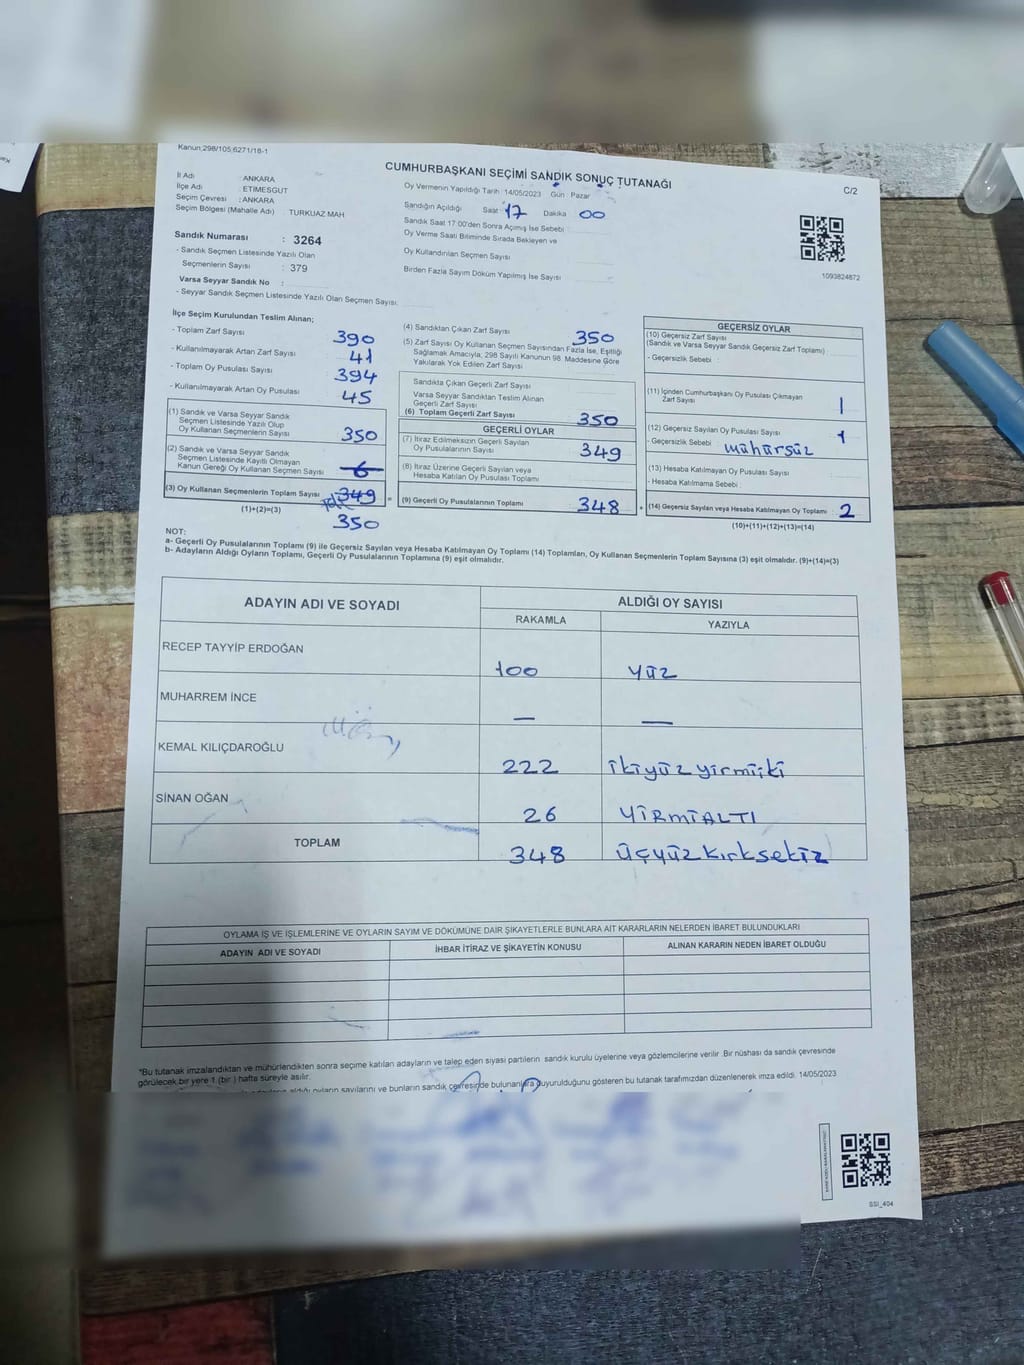 Kanun;298/105,6271/18-1
CUMHURBAŞKANI SEÇİMİ SANDIK SONUÇ TUTANAĞI
C/2
İl Adı : ANKARA
İlçe Adı : ETİMESGUT
Seçim Çevresi : ANKARA
Seçim Bölgesi (Mahalle Adı) : TURKUAZ MAH
Oy Vermenin Yapıldığı Tarih : 14/05/2023 Gün : Pazar
Sandığın Açıldığı Saat : 17 Dakika 00
Sandık Saat 17:00'den Sonra Açılmış İse Sebebi :
Oy Verme Saati Bitiminde Sırada Bekleyen ve
Oy Kullandırılan Seçmen Sayısı
Birden Fazla Sayım Döküm Yapılmış İse Sayısı
1093824872
Sandık Numarası : 3264
- Sandık Seçmen Listesinde Yazılı Olan
Seçmenlerin Sayısı : 379
Varsa Seyyar Sandık No :
- Seyyar Sandık Seçmen Listesinde Yazılı Olan Seçmen Sayısı:
İlçe Seçim Kurulundan Teslim Alınan;
- Toplam Zarf Sayısı 390
- Kullanılmayarak Artan Zarf Sayısı 41
- Toplam Oy Pusulası Sayısı 394
- Kullanılmayarak Artan Oy Pusulası 45
(1) Sandık ve Varsa Seyyar Sandık
Seçmen Listesinde Yazılı Olup
Oy Kullanan Seçmenlerin Sayısı 350
(2) Sandık ve Varsa Seyyar Sandık
Seçmen Listesinde Kayıtlı Olmayan
Kanun Gereği Oy Kullanan Seçmen Sayısı 6
(3) Oy Kullanan Seçmenlerin Toplam Sayısı 349 =
(1)+(2)=(3) 350
(4) Sandıktan Çıkan Zarf Sayısı 350
(5) Zarf Sayısı Oy Kullanan Seçmen Sayısından Fazla İse, Eşitliği
Sağlamak Amacıyla; 298 Sayılı Kanunun 98. Maddesine Göre
Yakılarak Yok Edilen Zarf Sayısı
Sandıkta Çıkan Geçerli Zarf Sayısı
Varsa Seyyar Sandıktan Teslim Alınan
Geçerli Zarf Sayısı
(6) Toplam Geçerli Zarf Sayısı 350
GEÇERLİ OYLAR
(7) İtiraz Edilmeksizin Geçerli Sayılan
Oy Pusulalarının Sayısı 349
(8) İtiraz Üzerine Geçerli Sayılan veya
Hesaba Katılan Oy Pusulası Toplamı
(9) Geçerli Oy Pusulalarının Toplamı 348 +
GEÇERSİZ OYLAR
(10) Geçersiz Zarf Sayısı
(Sandık ve Varsa Seyyar Sandık Geçersiz Zarf Toplamı) :
- Geçersizlik Sebebi :
(11) İçinden Cumhurbaşkanı Oy Pusulası Çıkmayan
Zarf Sayısı 1
(12) Geçersiz Sayılan Oy Pusulası Sayısı 1
- Geçersizlik Sebebi : mühürsüz
(13) Hesaba Katılmayan Oy Pusulası Sayısı
- Hesaba Katılmama Sebebi :
(14) Geçersiz Sayılan veya Hesaba Katılmayan Oy Toplamı 2
(10)+(11)+(12)+(13)=(14)
NOT:
a- Geçerli Oy Pusulalarının Toplamı (9) ile Geçersiz Sayılan veya Hesaba Katılmayan Oy Toplamı (14) Toplamları, Oy Kullanan Seçmenlerin Toplam Sayısına (3) eşit olmalıdır. (9)+(14)=(3)
b- Adayların Aldığı Oyların Toplamı, Geçerli Oy Pusulalarının Toplamına (9) eşit olmalıdır.
ADAYIN ADI VE SOYADI ALDIĞI OY SAYISI
RAKAMLA YAZIYLA
RECEP TAYYİP ERDOĞAN 100 yüz
MUHARREM İNCE — —
KEMAL KILIÇDAROĞLU 222 ikiyüzyirmiiki
SİNAN OĞAN 26 YİRMİALTI
TOPLAM 348 üçyüzkırksekiz
OYLAMA İŞ VE İŞLEMLERİNE VE OYLARIN SAYIM VE DÖKÜMÜNE DAİR ŞİKAYETLERLE BUNLARA AİT KARARLARIN NELERDEN İBARET BULUNDUKLARI
ADAYIN ADI VE SOYADI İHBAR İTİRAZ VE ŞİKAYETİN KONUSU ALINAN KARARIN NEDEN İBARET OLDUĞU
*Bu tutanak imzalandıktan ve mühürlendikten sonra seçime katılan adayların ve talep eden siyasi partilerin sandık kurulu üyelerine veya gözlemcilerine verilir .Bir nüshası da sandık çevresinde
görülecek bir yere 1 (bir ) hafta süreyle asılır.
aldığı oyların sayılarını ve bunların sandık çevresinde bulunanlara duyurulduğunu gösteren bu tutanak tarafımızdan düzenlenerek imza edildi. 14/05/2023
SSI_404